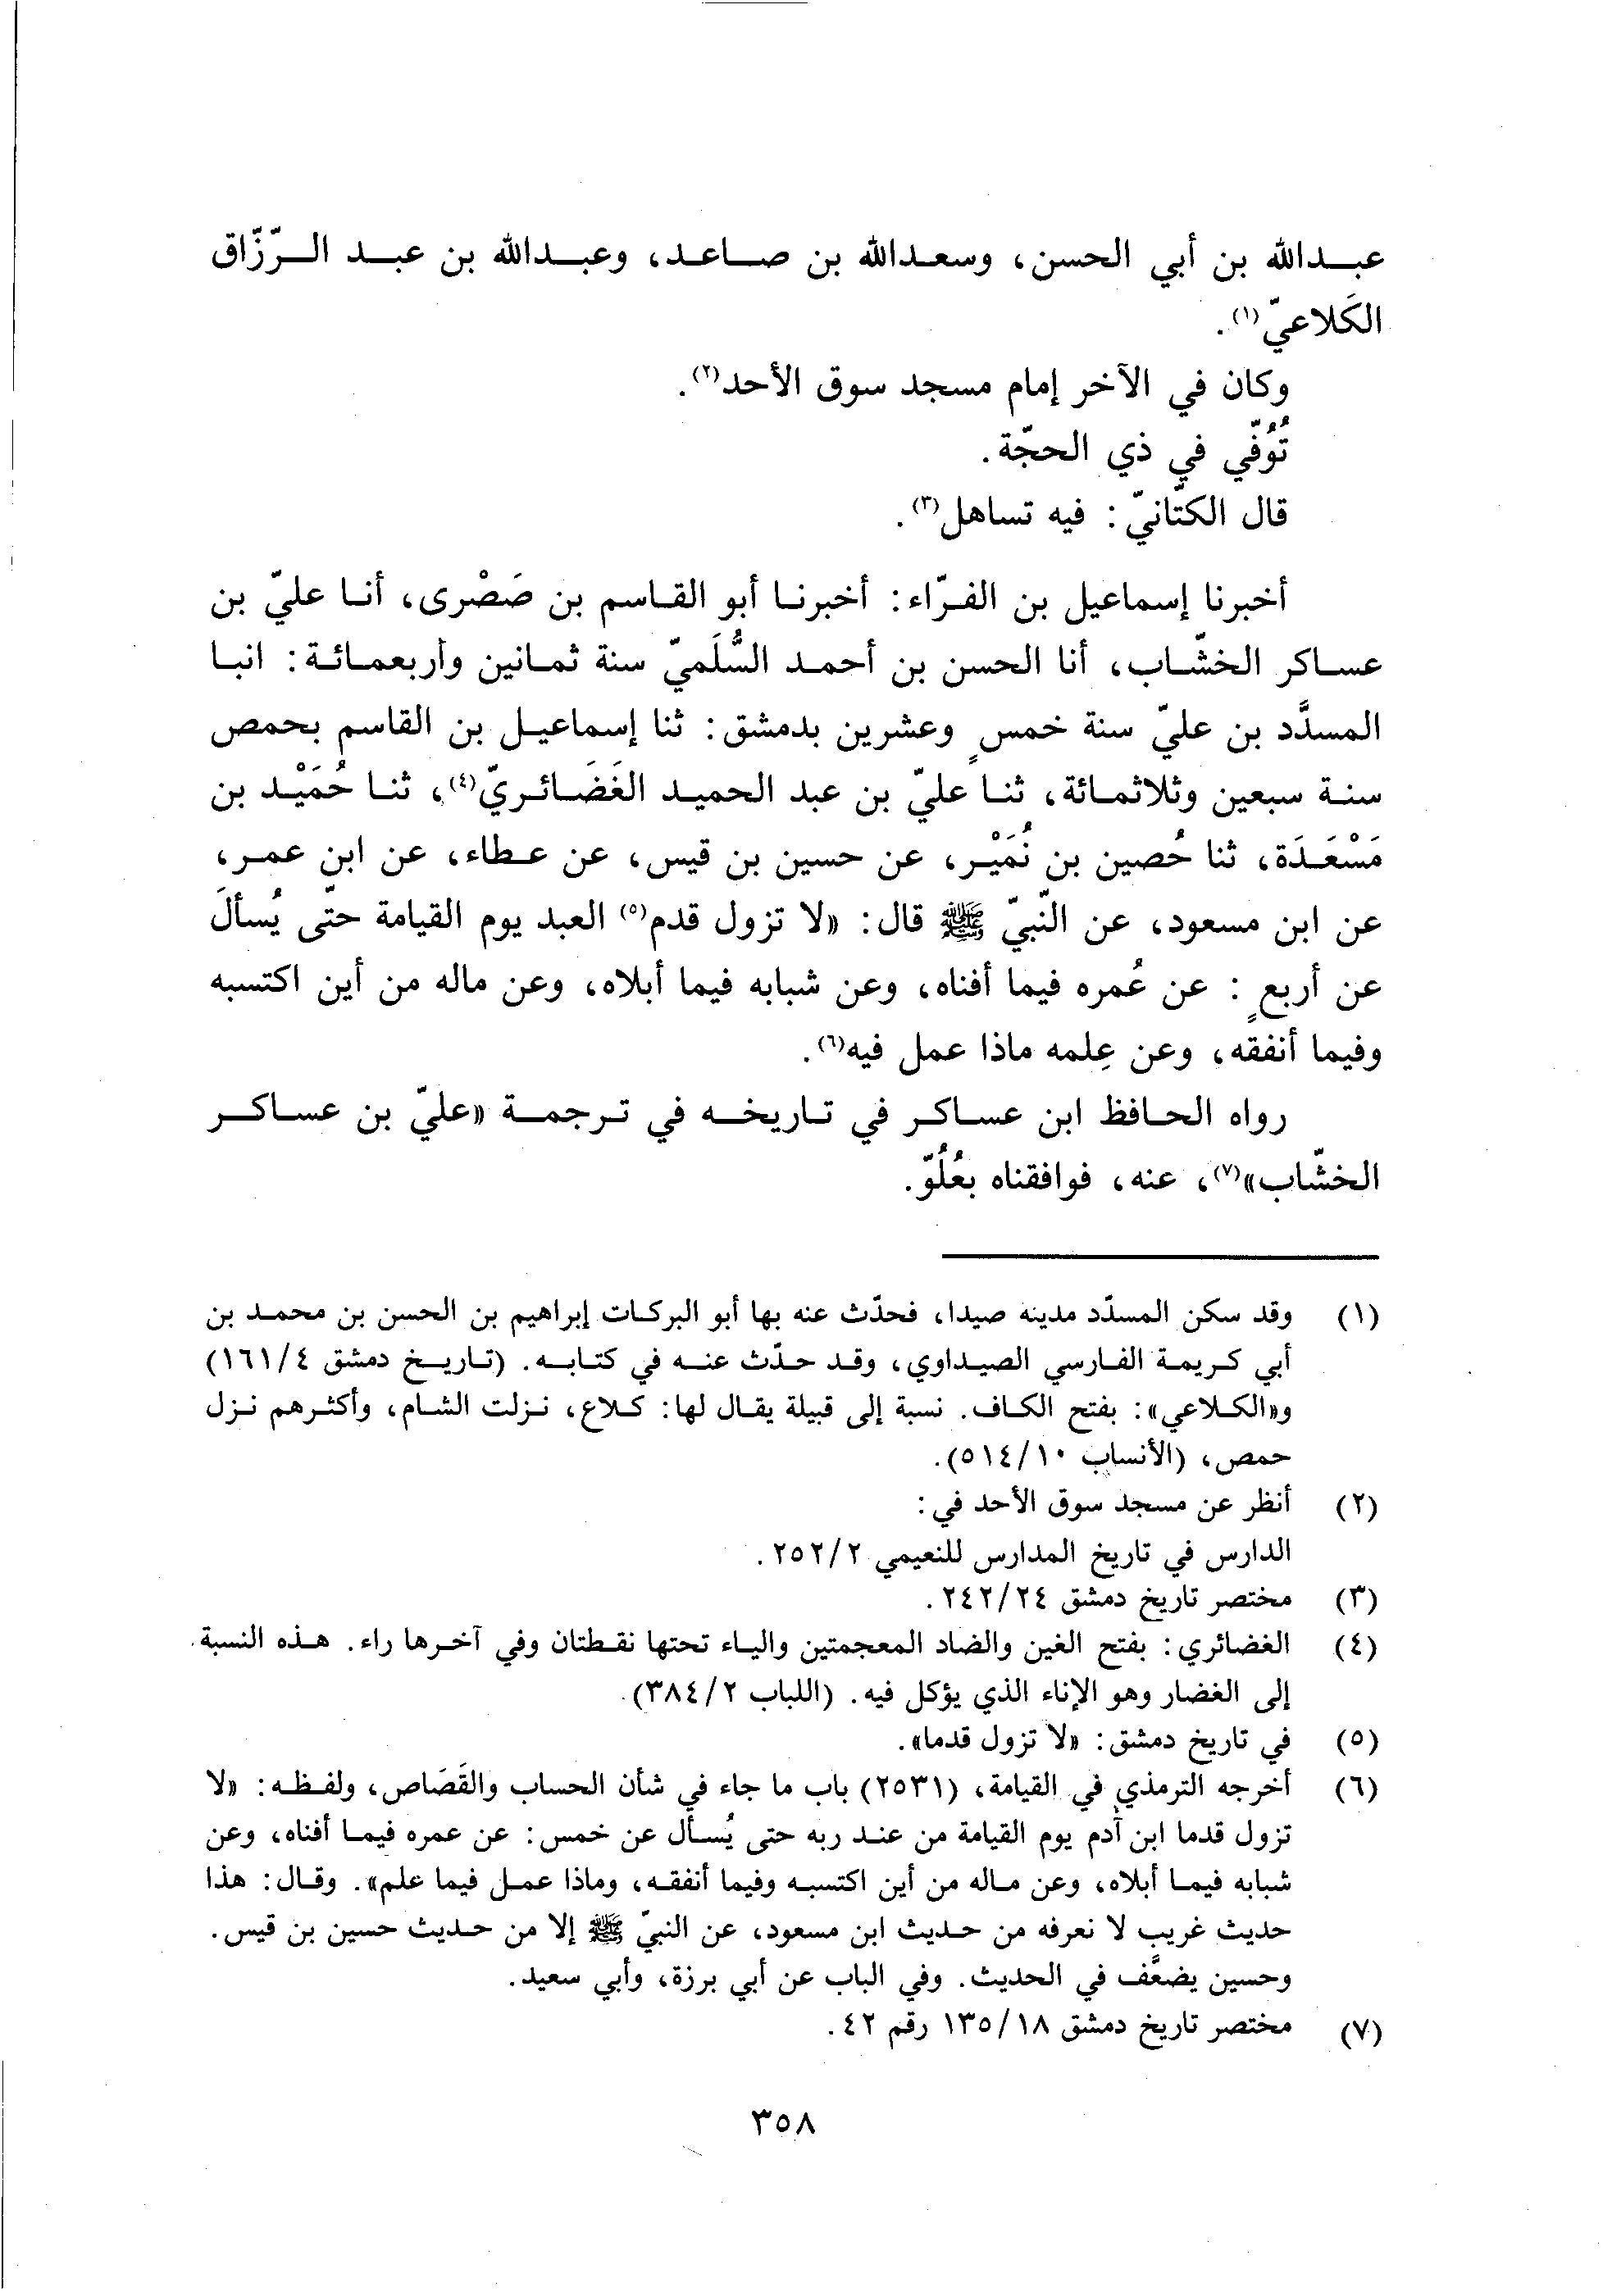 عبدالله بن أبي الحسن، وسعدالله بن صاعد، وعبدالله بن عبد الرّزّاق
الكَلاعيّ(١).
وكان في الآخر إمام مسجد سوق الأحد(٢).
تُوُفّي في ذي الحجّة.
قال الكتّانيّ: فيه تساهل(٣).
أخبرنا إسماعيل بن الفرّاء: أخبرنا أبو القاسم بن صَصْرى، أنا عليّ بن
عساكر الخشّاب، أنا الحسن بن أحمد السُّلَميّ سنة ثمانين وأربعمائة: انبا
المسدَّد بن عليّ سنة خمسٍ وعشرين بدمشق: ثنا إسماعيل بن القاسم بحمص
سنة سبعين وثلاثمائة، ثنا عليّ بن عبد الحميد الغَضَائريّ(٤)، ثنا حُمَيْد بن
مَسْعَدَة، ثنا حُصين بن نُمَيْر، عن حسين بن قيس، عن عطاء، عن ابن عمر،
عن ابن مسعود، عن النّبيّ ﷺ قال: «لا تزول قدم(٥) العبد يوم القيامة حتّى يُسألَ
عن أربعٍ: عن عُمره فيما أفناه، وعن شبابه فيما أبلاه، وعن ماله من أين اكتسبه
وفيما أنفقه، وعن عِلمه ماذا عمل فيه(٦).
رواه الحافظ ابن عساكر في تاريخه في ترجمة «عليّ بن عساكر
الخشّاب»(٧)، عنه، فوافقناه بعُلُوّ.
(١) وقد سكن المسدّد مدينه صيدا، فحدّث عنه بها أبو البركات إبراهيم بن الحسن بن محمد بن
أبي كريمة الفارسي الصيداوي، وقد حدّث عنه في كتابه. (تاريخ دمشق ١٦١/٤)
و«الكلاعي»: بفتح الكاف. نسبة إلى قبيلة يقال لها: كلاع، نزلت الشام، وأكثرهم نزل
حمص، (الأنساب ٥١٤/١٠).
(٢) أنظر عن مسجد سوق الأحد في:
الدارس في تاريخ المدارس للنعيمي ٢٥٢/٢.
(٣) مختصر تاريخ دمشق ٢٤٢/٢٤.
(٤) الغضائري: بفتح الغين والضاد المعجمتين والياء تحتها نقطتان وفي آخرها راء. هذه النسبة
إلى الغضار وهو الإناء الذي يؤكل فيه. (اللباب ٣٨٤/٢).
(٥) في تاريخ دمشق: «لا تزول قدما».
(٦) أخرجه الترمذي في القيامة، (٢٥٣١) باب ما جاء في شأن الحساب والقَصَاص، ولفظه: «لا
تزول قدما ابن آدم يوم القيامة من عند ربه حتى يُسأل عن خمس: عن عمره فيما أفناه، وعن
شبابه فيما أبلاه، وعن ماله من أين اكتسبه وفيما أنفقه، وماذا عمل فيما علم». وقال: هذا
حديث غريب لا نعرفه من حديث ابن مسعود، عن النبيّ ﷺ إلا من حديث حسين بن قيس.
وحسين يضعَّف في الحديث. وفي الباب عن أبي برزة، وأبي سعيد.
(٧) مختصر تاريخ دمشق ١٣٥/١٨ رقم ٤٢.
٣٥٨